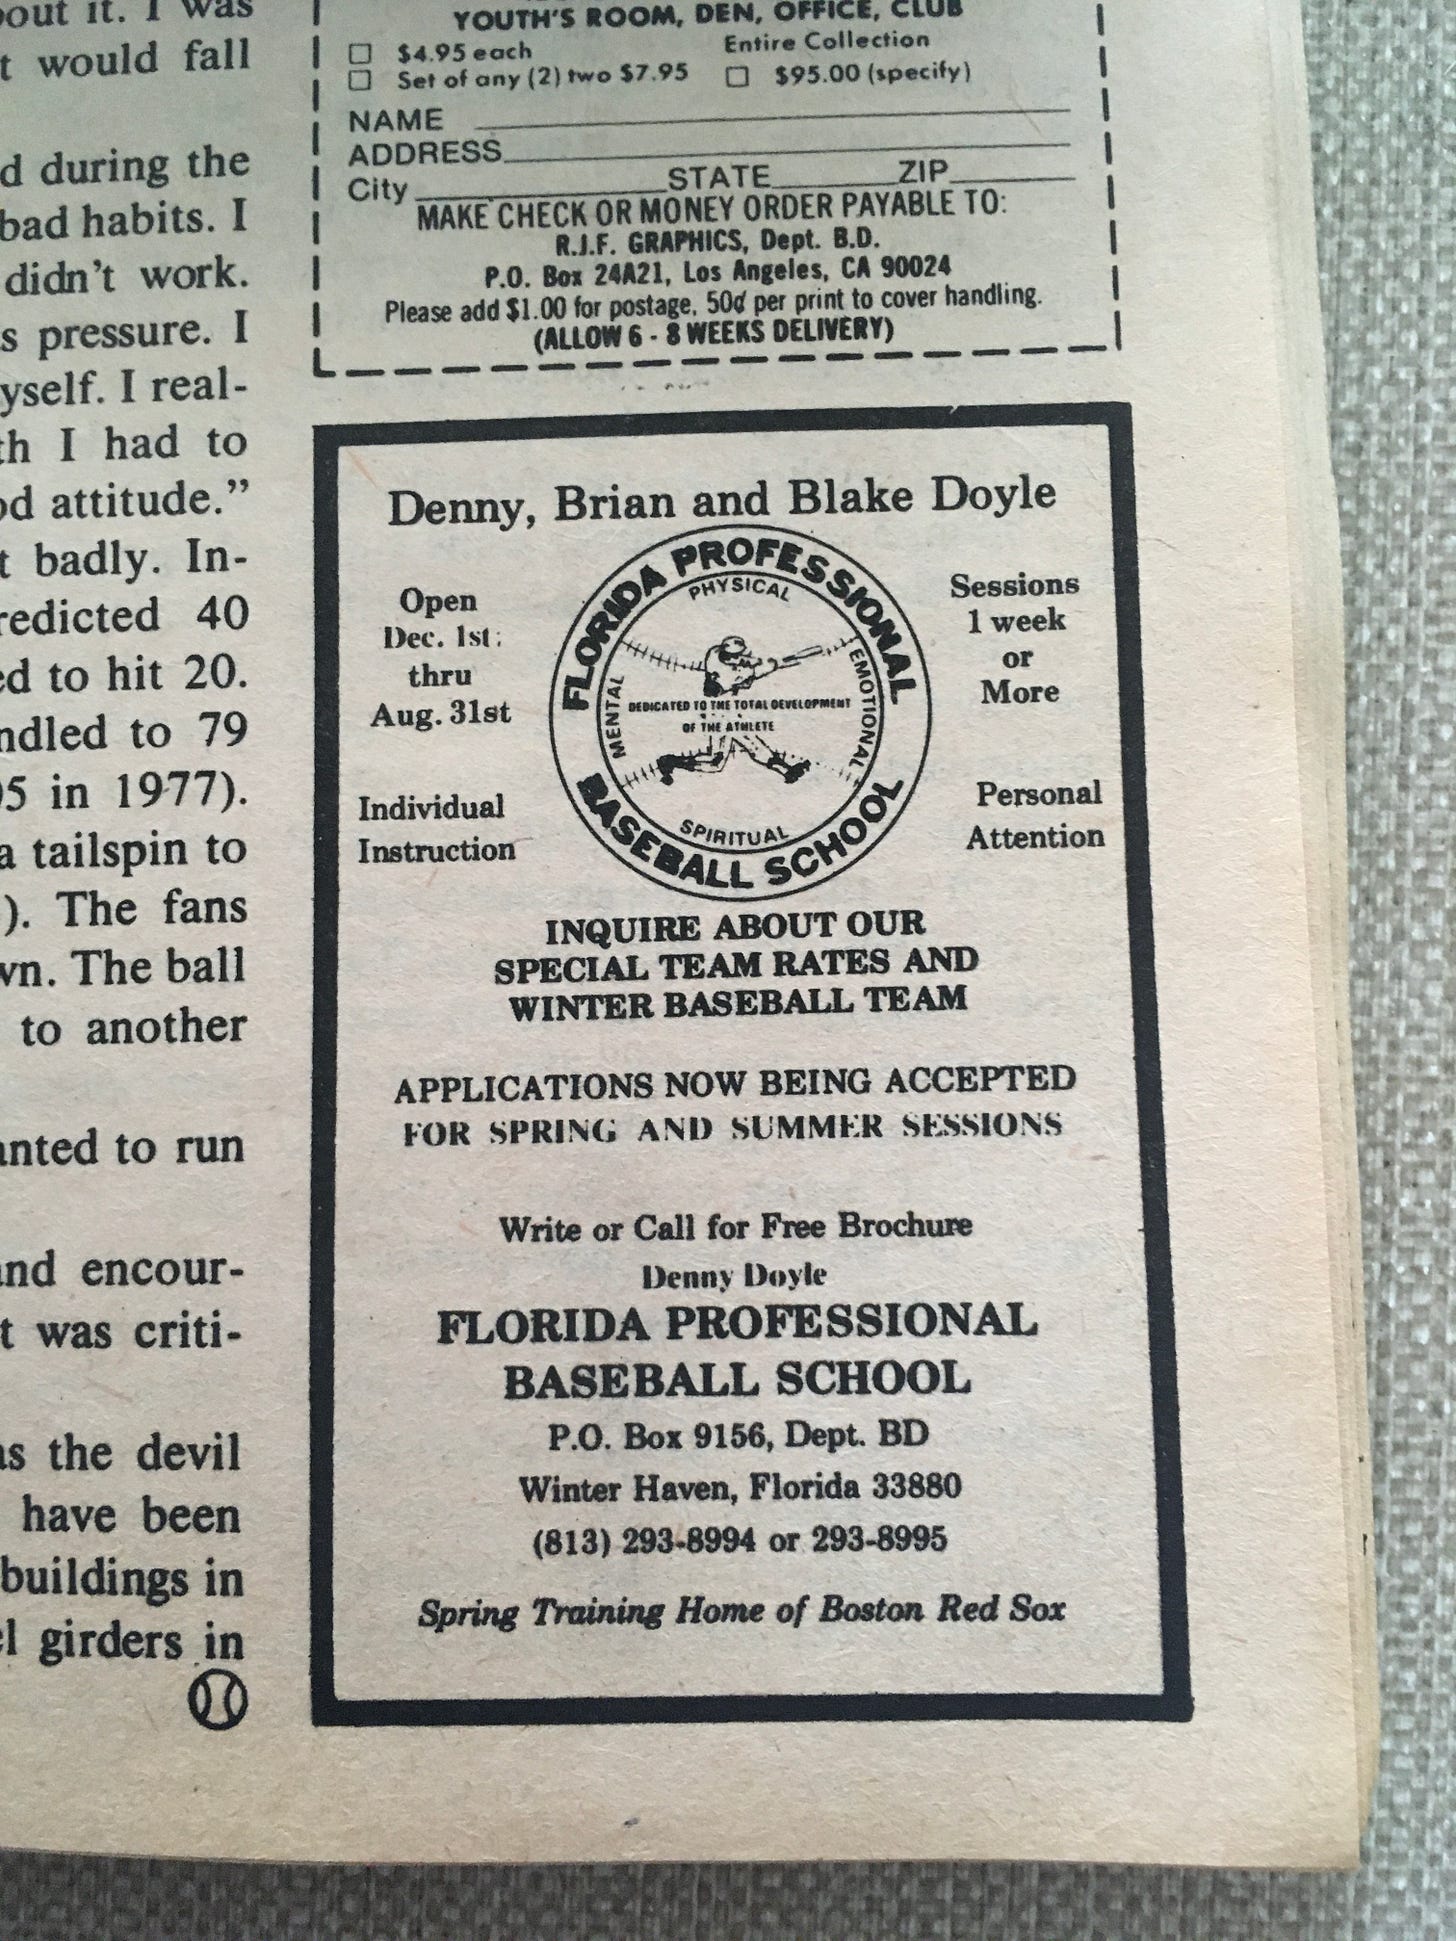 out it. I was
t would fall
d during the
bad habits. I
didn't work.
s pressure. I
yself. I real-
th I had to
od attitude."
t badly. In-
redicted 40
ed to hit 20.
ndled to 79
05 in 1977).
a tailspin to
). The fans
wn. The ball
to another
anted to run
and encour-
t was criti-
as the devil
have been
buildings in
el girders in
YOUTH'S ROOM, DEN, OFFICE, CLUB
$4.95 each Entire Collection
Set of any (2) two $7.95 $95.00 (specify)
NAME
ADDRESS
City STATE ZIP
MAKE CHECK OR MONEY ORDER PAYABLE TO:
R.J.F. GRAPHICS, Dept. B.D.
P.O. Box 24A21, Los Angeles, CA 90024
Please add $1.00 for postage, 50¢ per print to cover handling.
(ALLOW 6 - 8 WEEKS DELIVERY)
Denny, Brian and Blake Doyle
Open
Dec. 1st
thru
Aug. 31st
Individual
Instruction
FLORIDA PROFESSIONAL
PHYSICAL
MENTAL
EMOTIONAL
DEDICATED TO THE TOTAL DEVELOPMENT
OF THE ATHLETE
SPIRITUAL
BASEBALL SCHOOL
Sessions
1 week
or
More
Personal
Attention
INQUIRE ABOUT OUR
SPECIAL TEAM RATES AND
WINTER BASEBALL TEAM
APPLICATIONS NOW BEING ACCEPTED
FOR SPRING AND SUMMER SESSIONS
Write or Call for Free Brochure
Denny Doyle
FLORIDA PROFESSIONAL
BASEBALL SCHOOL
P.O. Box 9156, Dept. BD
Winter Haven, Florida 33880
(813) 293-8994 or 293-8995
Spring Training Home of Boston Red Sox